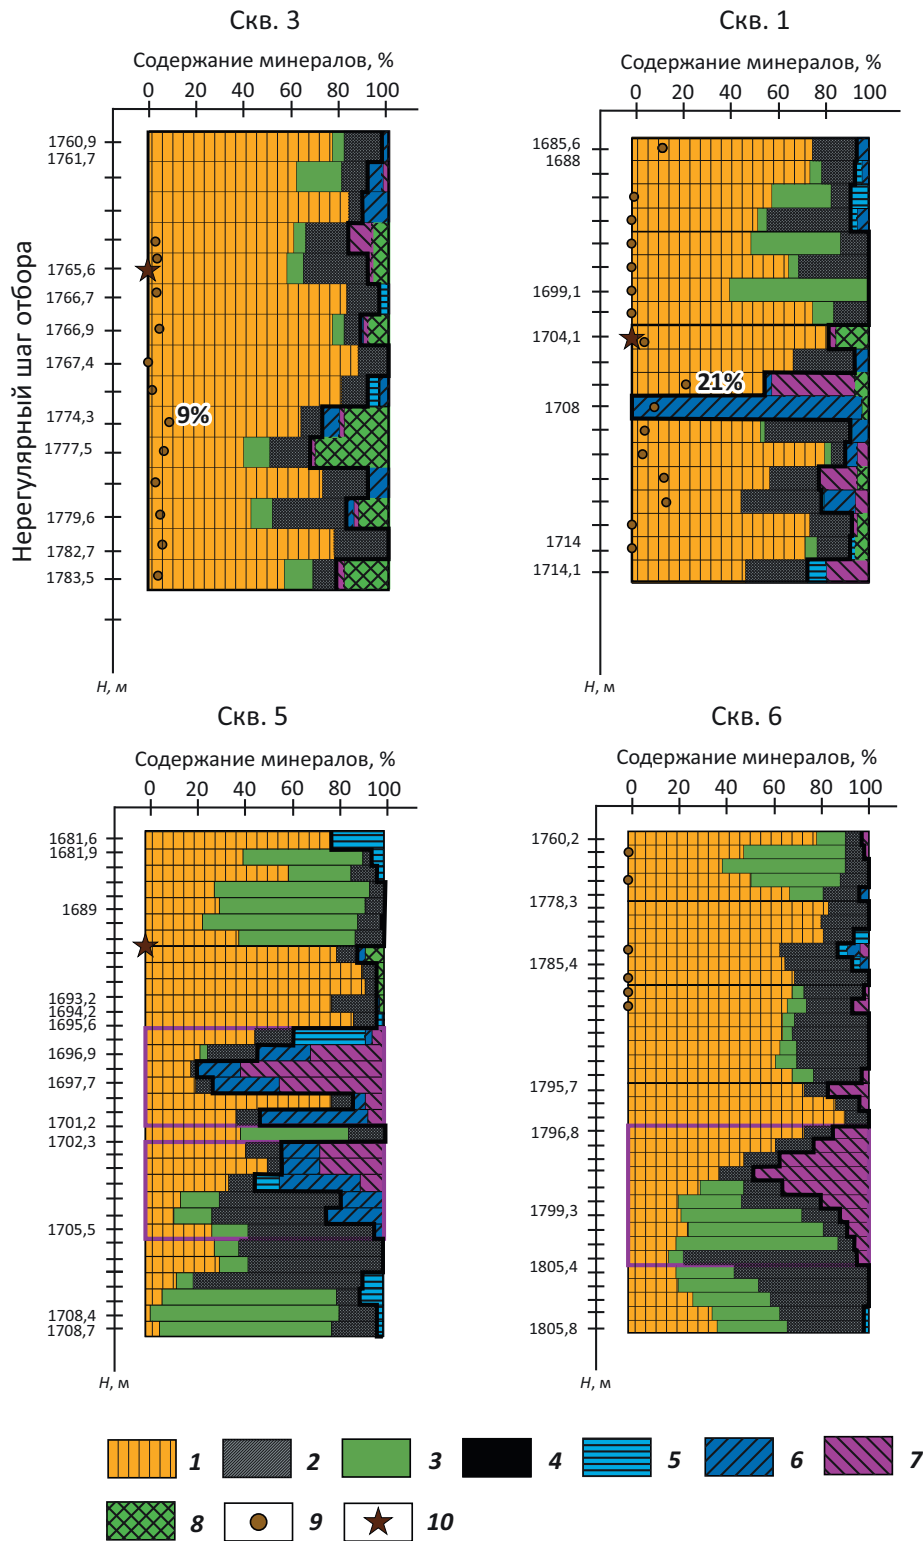 Скв. 3
Содержание минералов, %
0 20 40 60 80 100
Нерегулярный шаг отбора
1760,9
1761,7
1765,6
1766,7
1766,9
1767,4
1774,3
1777,5
1779,6
1782,7
1783,5
9%
H, м
Скв. 1
Содержание минералов, %
0 20 40 60 80 100
1685,6
1688
1699,1
1704,1
1708
1714
1714,1
21%
H, м
Скв. 5
Содержание минералов, %
0 20 40 60 80 100
1681,6
1681,9
1689
1693,2
1694,2
1695,6
1696,9
1697,7
1701,2
1702,3
1705,5
1708,4
1708,7
H, м
Скв. 6
Содержание минералов, %
0 20 40 60 80 100
1760,2
1778,3
1785,4
1795,7
1796,8
1799,3
1805,4
1805,8
H, м
1 2 3 4 5 6 7
8 9 10